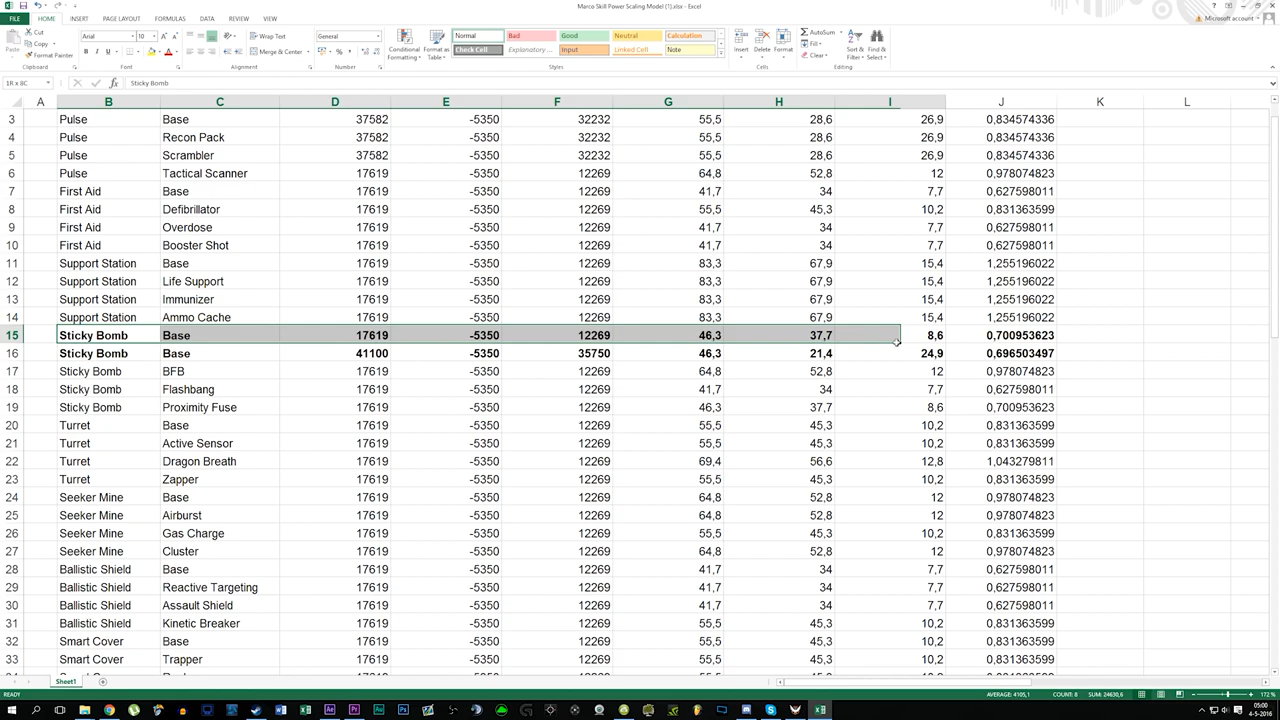 Marco Skill Power Scaling Model (1).xlsx - Excel
FILE HOME INSERT PAGE LAYOUT FORMULAS DATA REVIEW VIEW Microsoft account
Cut Arial 10 Wrap Text General Normal Bad Good Neutral Calculation AutoSum
Copy Fill
Paste Format Painter Merge & Center Conditional Formatting Format as Table Check Cell Explanatory ... Input Linked Cell Note Insert Delete Format Clear Sort & Filter Find & Select
Clipboard Font Alignment Number Styles Cells Editing
1R x 8C Sticky Bomb
A B C D E F G H I J K L
3 Pulse Base 37582 -5350 32232 55,5 28,6 26,9 0,834574336
4 Pulse Recon Pack 37582 -5350 32232 55,5 28,6 26,9 0,834574336
5 Pulse Scrambler 37582 -5350 32232 55,5 28,6 26,9 0,834574336
6 Pulse Tactical Scanner 17619 -5350 12269 64,8 52,8 12 0,978074823
7 First Aid Base 17619 -5350 12269 41,7 34 7,7 0,627598011
8 First Aid Defibrillator 17619 -5350 12269 55,5 45,3 10,2 0,831363599
9 First Aid Overdose 17619 -5350 12269 41,7 34 7,7 0,627598011
10 First Aid Booster Shot 17619 -5350 12269 41,7 34 7,7 0,627598011
11 Support Station Base 17619 -5350 12269 83,3 67,9 15,4 1,255196022
12 Support Station Life Support 17619 -5350 12269 83,3 67,9 15,4 1,255196022
13 Support Station Immunizer 17619 -5350 12269 83,3 67,9 15,4 1,255196022
14 Support Station Ammo Cache 17619 -5350 12269 83,3 67,9 15,4 1,255196022
15 Sticky Bomb Base 17619 -5350 12269 46,3 37,7 8,6 0,700953623
16 Sticky Bomb Base 41100 -5350 35750 46,3 21,4 24,9 0,696503497
17 Sticky Bomb BFB 17619 -5350 12269 64,8 52,8 12 0,978074823
18 Sticky Bomb Flashbang 17619 -5350 12269 41,7 34 7,7 0,627598011
19 Sticky Bomb Proximity Fuse 17619 -5350 12269 46,3 37,7 8,6 0,700953623
20 Turret Base 17619 -5350 12269 55,5 45,3 10,2 0,831363599
21 Turret Active Sensor 17619 -5350 12269 55,5 45,3 10,2 0,831363599
22 Turret Dragon Breath 17619 -5350 12269 69,4 56,6 12,8 1,043279811
23 Turret Zapper 17619 -5350 12269 55,5 45,3 10,2 0,831363599
24 Seeker Mine Base 17619 -5350 12269 64,8 52,8 12 0,978074823
25 Seeker Mine Airburst 17619 -5350 12269 64,8 52,8 12 0,978074823
26 Seeker Mine Gas Charge 17619 -5350 12269 55,5 45,3 10,2 0,831363599
27 Seeker Mine Cluster 17619 -5350 12269 64,8 52,8 12 0,978074823
28 Ballistic Shield Base 17619 -5350 12269 41,7 34 7,7 0,627598011
29 Ballistic Shield Reactive Targeting 17619 -5350 12269 41,7 34 7,7 0,627598011
30 Ballistic Shield Assault Shield 17619 -5350 12269 41,7 34 7,7 0,627598011
31 Ballistic Shield Kinetic Breaker 17619 -5350 12269 55,5 45,3 10,2 0,831363599
32 Smart Cover Base 17619 -5350 12269 55,5 45,3 10,2 0,831363599
33 Smart Cover Trapper 17619 -5350 12269 55,5 45,3 10,2 0,831363599
Sheet1
READY AVERAGE: 4105,1 COUNT: 8 SUM: 24630,6 172 %
05:00
4-5-2016